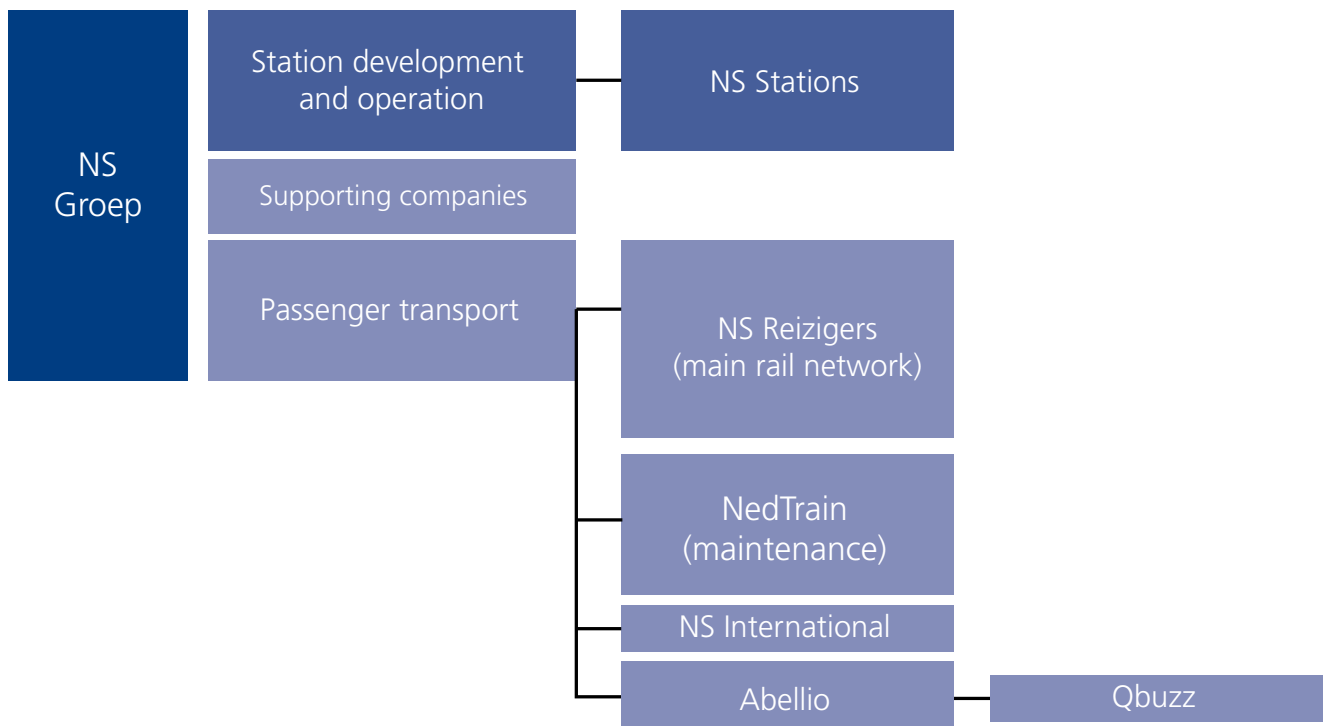 NS
Groep
Station development
and operation
NS Stations
Supporting companies
Passenger transport
NS Reizigers
(main rail network)
NedTrain
(maintenance)
NS International
Abellio
Qbuzz